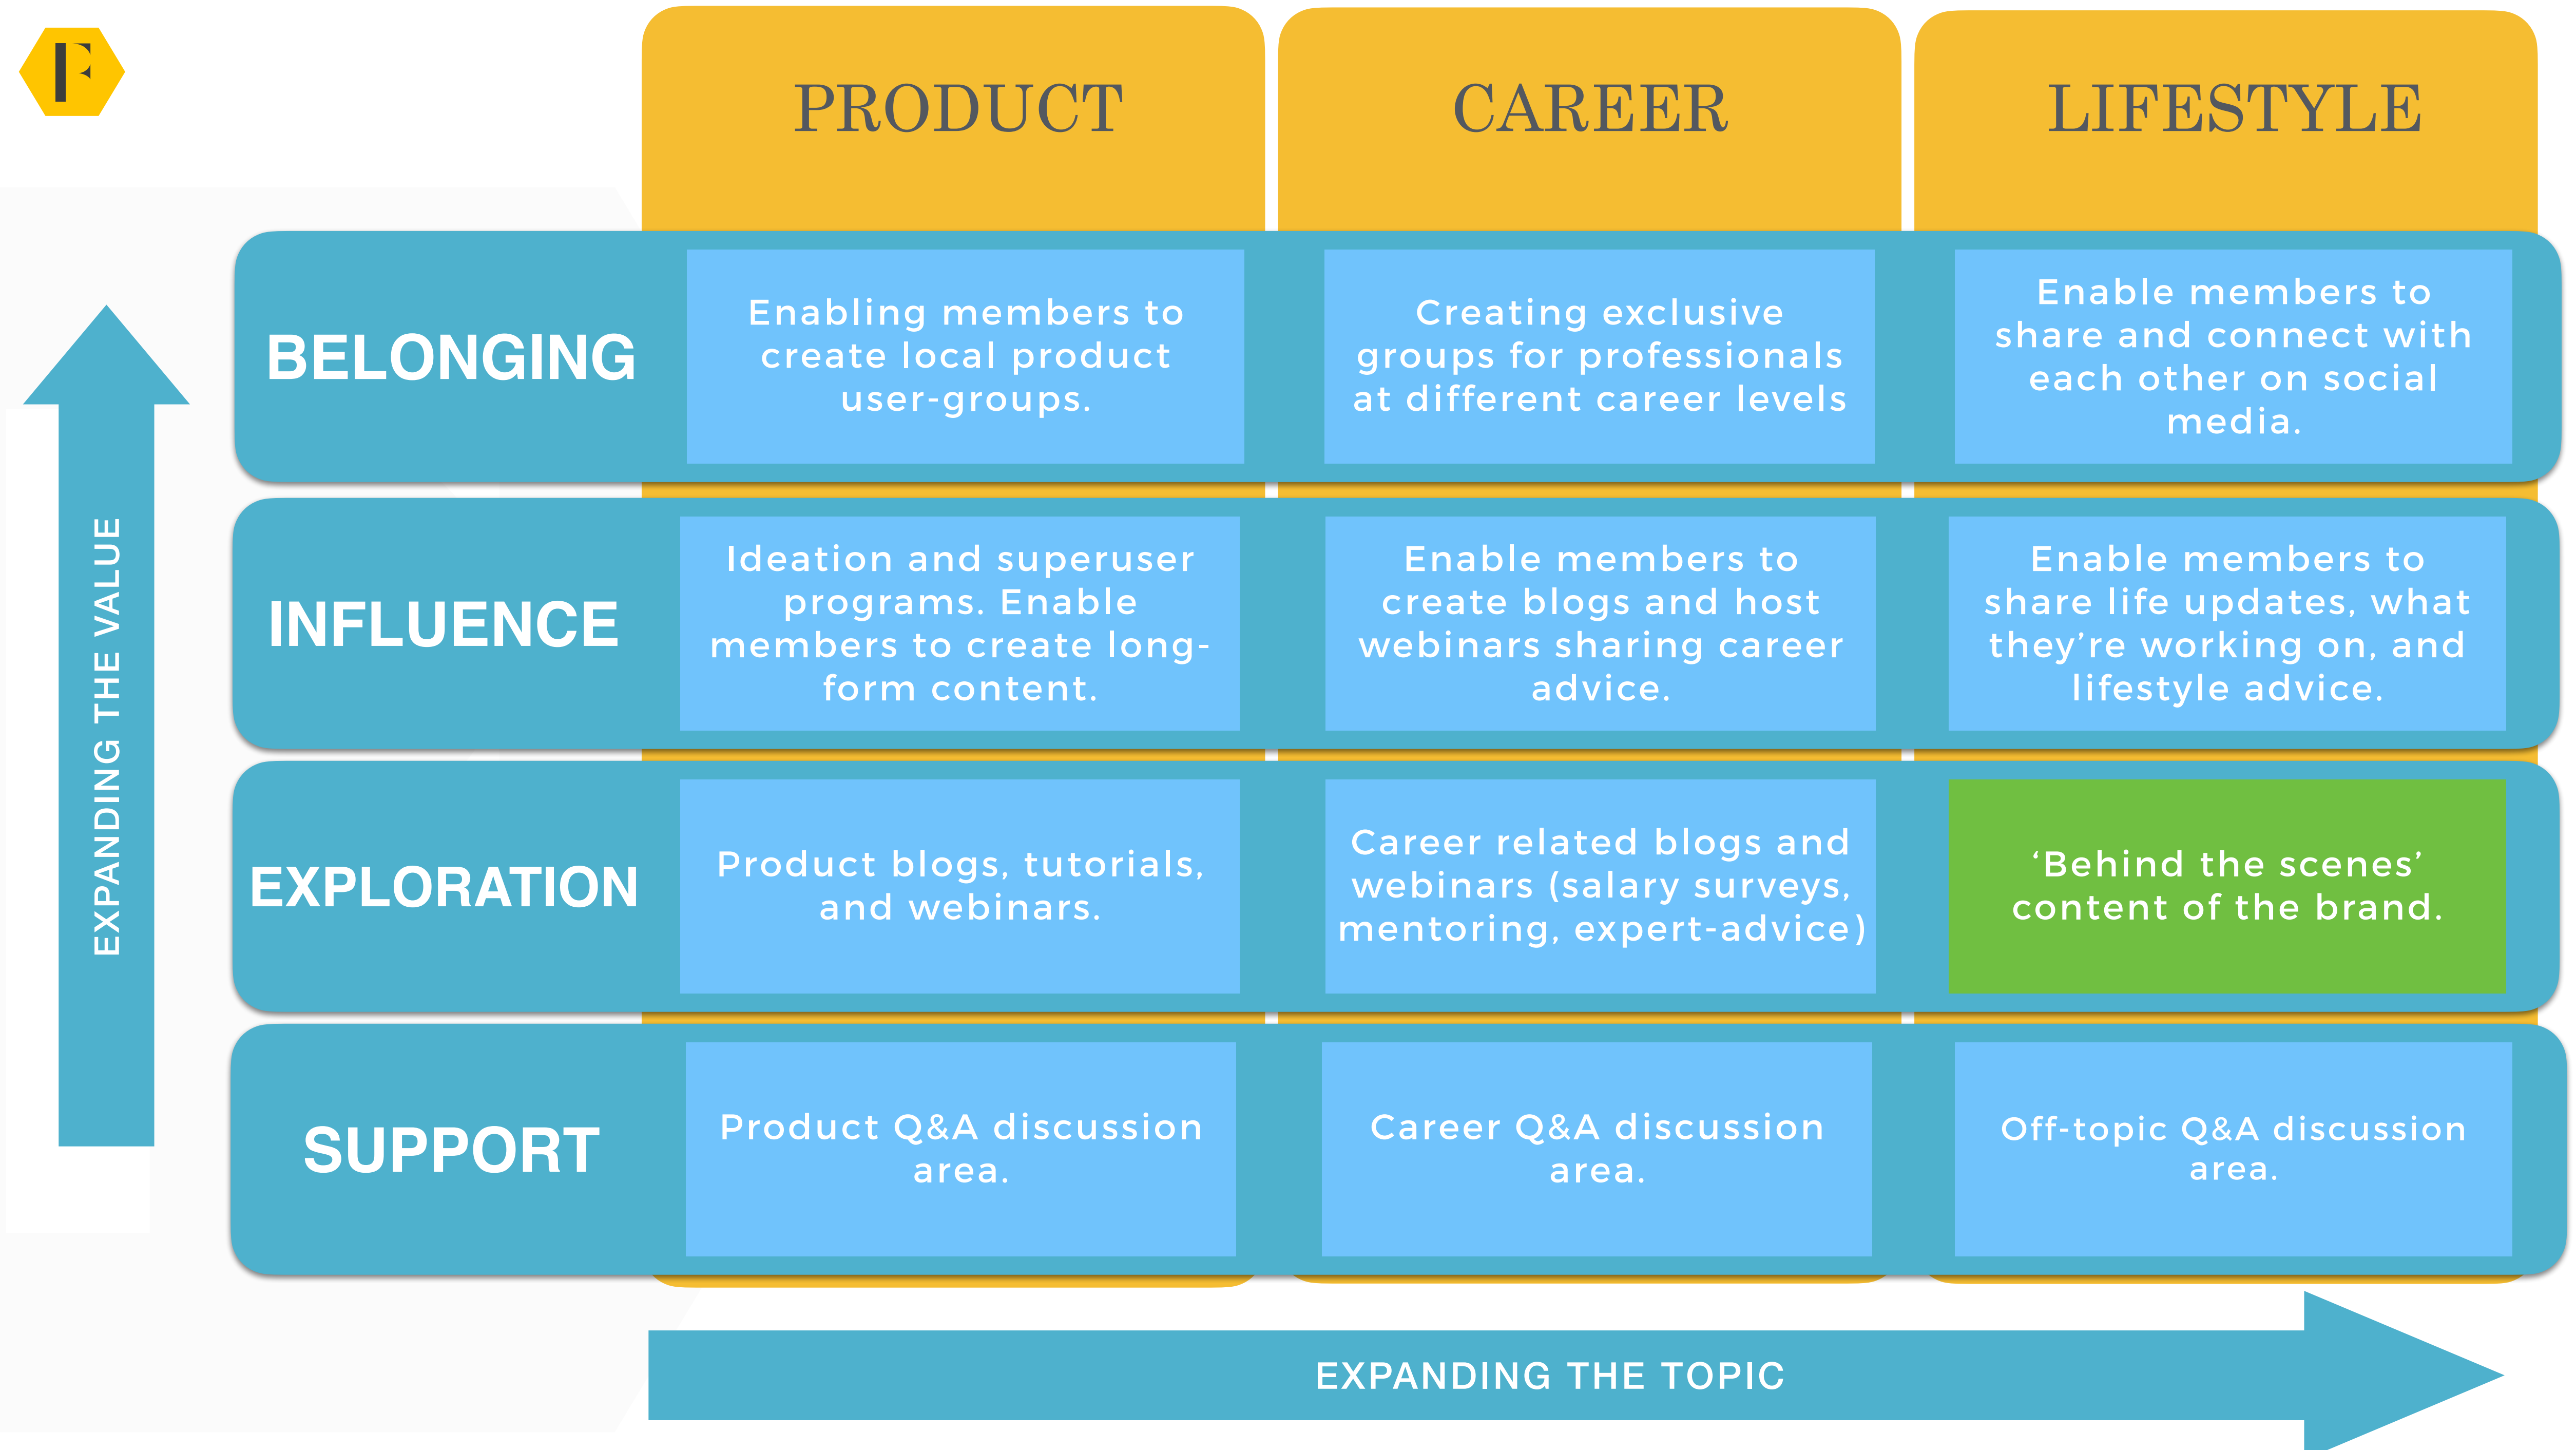 F
PRODUCT
CAREER
LIFESTYLE
EXPANDING THE VALUE
BELONGING
Enabling members to
create local product
user-groups.
Creating exclusive
groups for professionals
at different career levels
Enable members to
share and connect with
each other on social
media.
INFLUENCE
Ideation and superuser
programs. Enable
members to create long-
form content.
Enable members to
create blogs and host
webinars sharing career
advice.
Enable members to
share life updates, what
they’re working on, and
lifestyle advice.
EXPLORATION
Product blogs, tutorials,
and webinars.
Career related blogs and
webinars (salary surveys,
mentoring, expert-advice)
‘Behind the scenes’
content of the brand.
SUPPORT
Product Q&A discussion
area.
Career Q&A discussion
area.
Off-topic Q&A discussion
area.
EXPANDING THE TOPIC